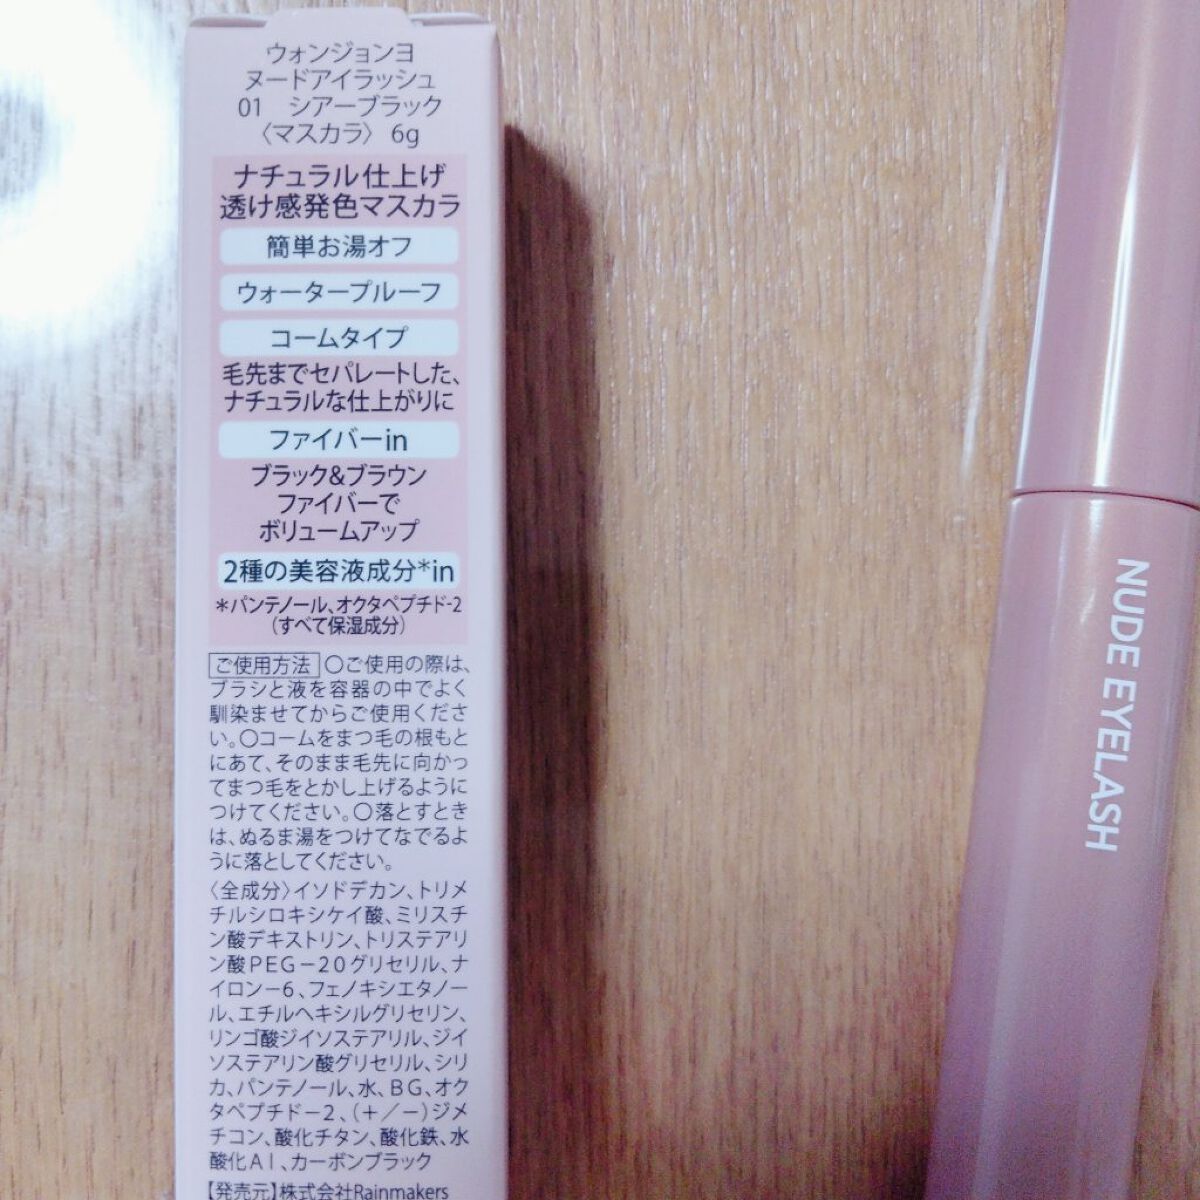 ウォンジョンヨ
ヌードアイラッシュ
01 シアーブラック
〈マスカラ〉 6g
ナチュラル仕上げ
透け感発色マスカラ
簡単お湯オフ
ウォータープルーフ
コームタイプ
毛先までセパレートした、
ナチュラルな仕上がりに
ファイバーin
ブラック&ブラウン
ファイバーで
ボリュームアップ
2種の美容液成分*in
*パンテノール、オクタペプチド-2
(すべて保湿成分)
ご使用方法 〇ご使用の際は、
ブラシと液を容器の中でよく
馴染ませてからご使用くださ
い。〇コームをまつ毛の根もと
にあて、そのまま毛先に向かっ
てまつ毛をとかし上げるように
つけてください。〇落とすとき
は、ぬるま湯をつけてなでるよ
うに落としてください。
〈全成分〉イソドデカン、トリメ
チルシロキシケイ酸、ミリスチ
ン酸デキストリン、トリステアリ
ン酸PEG-20グリセリル、ナ
イロン-6、フェノキシエタノー
ル、エチルヘキシルグリセリン、
リンゴ酸ジイソステアリル、ジイ
ソステアリン酸グリセリル、シリ
カ、パンテノール、水、BG、オク
タペプチド-2、(+/-)ジメ
チコン、酸化チタン、酸化鉄、水
酸化Al、カーボンブラック
【発売元】株式会社Rainmakers
NUDE EYELASH